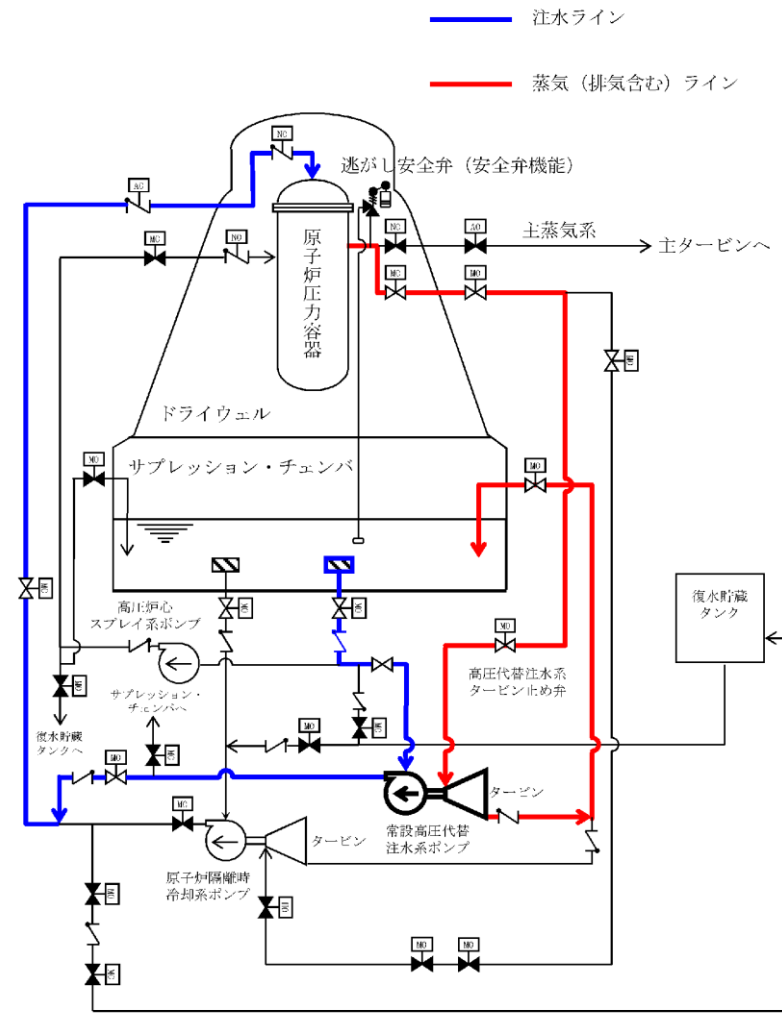 注水ライン
蒸気（排気含む）ライン
逃がし安全弁（安全弁機能）
主蒸気系
主タービンへ
原子炉圧力容器
ドライウェル
サプレッション・チェンバ
MO
MO
高圧炉心
スプレイ系ポンプ
復水貯蔵
タンク
MO
高圧代替注水系
タービン止め弁
サプレッション・
チェンバへ
復水貯蔵
タンクへ
MO
MO
タービン
常設高圧代替
注水系ポンプ
タービン
原子炉隔離時
冷却系ポンプ
MO
MO